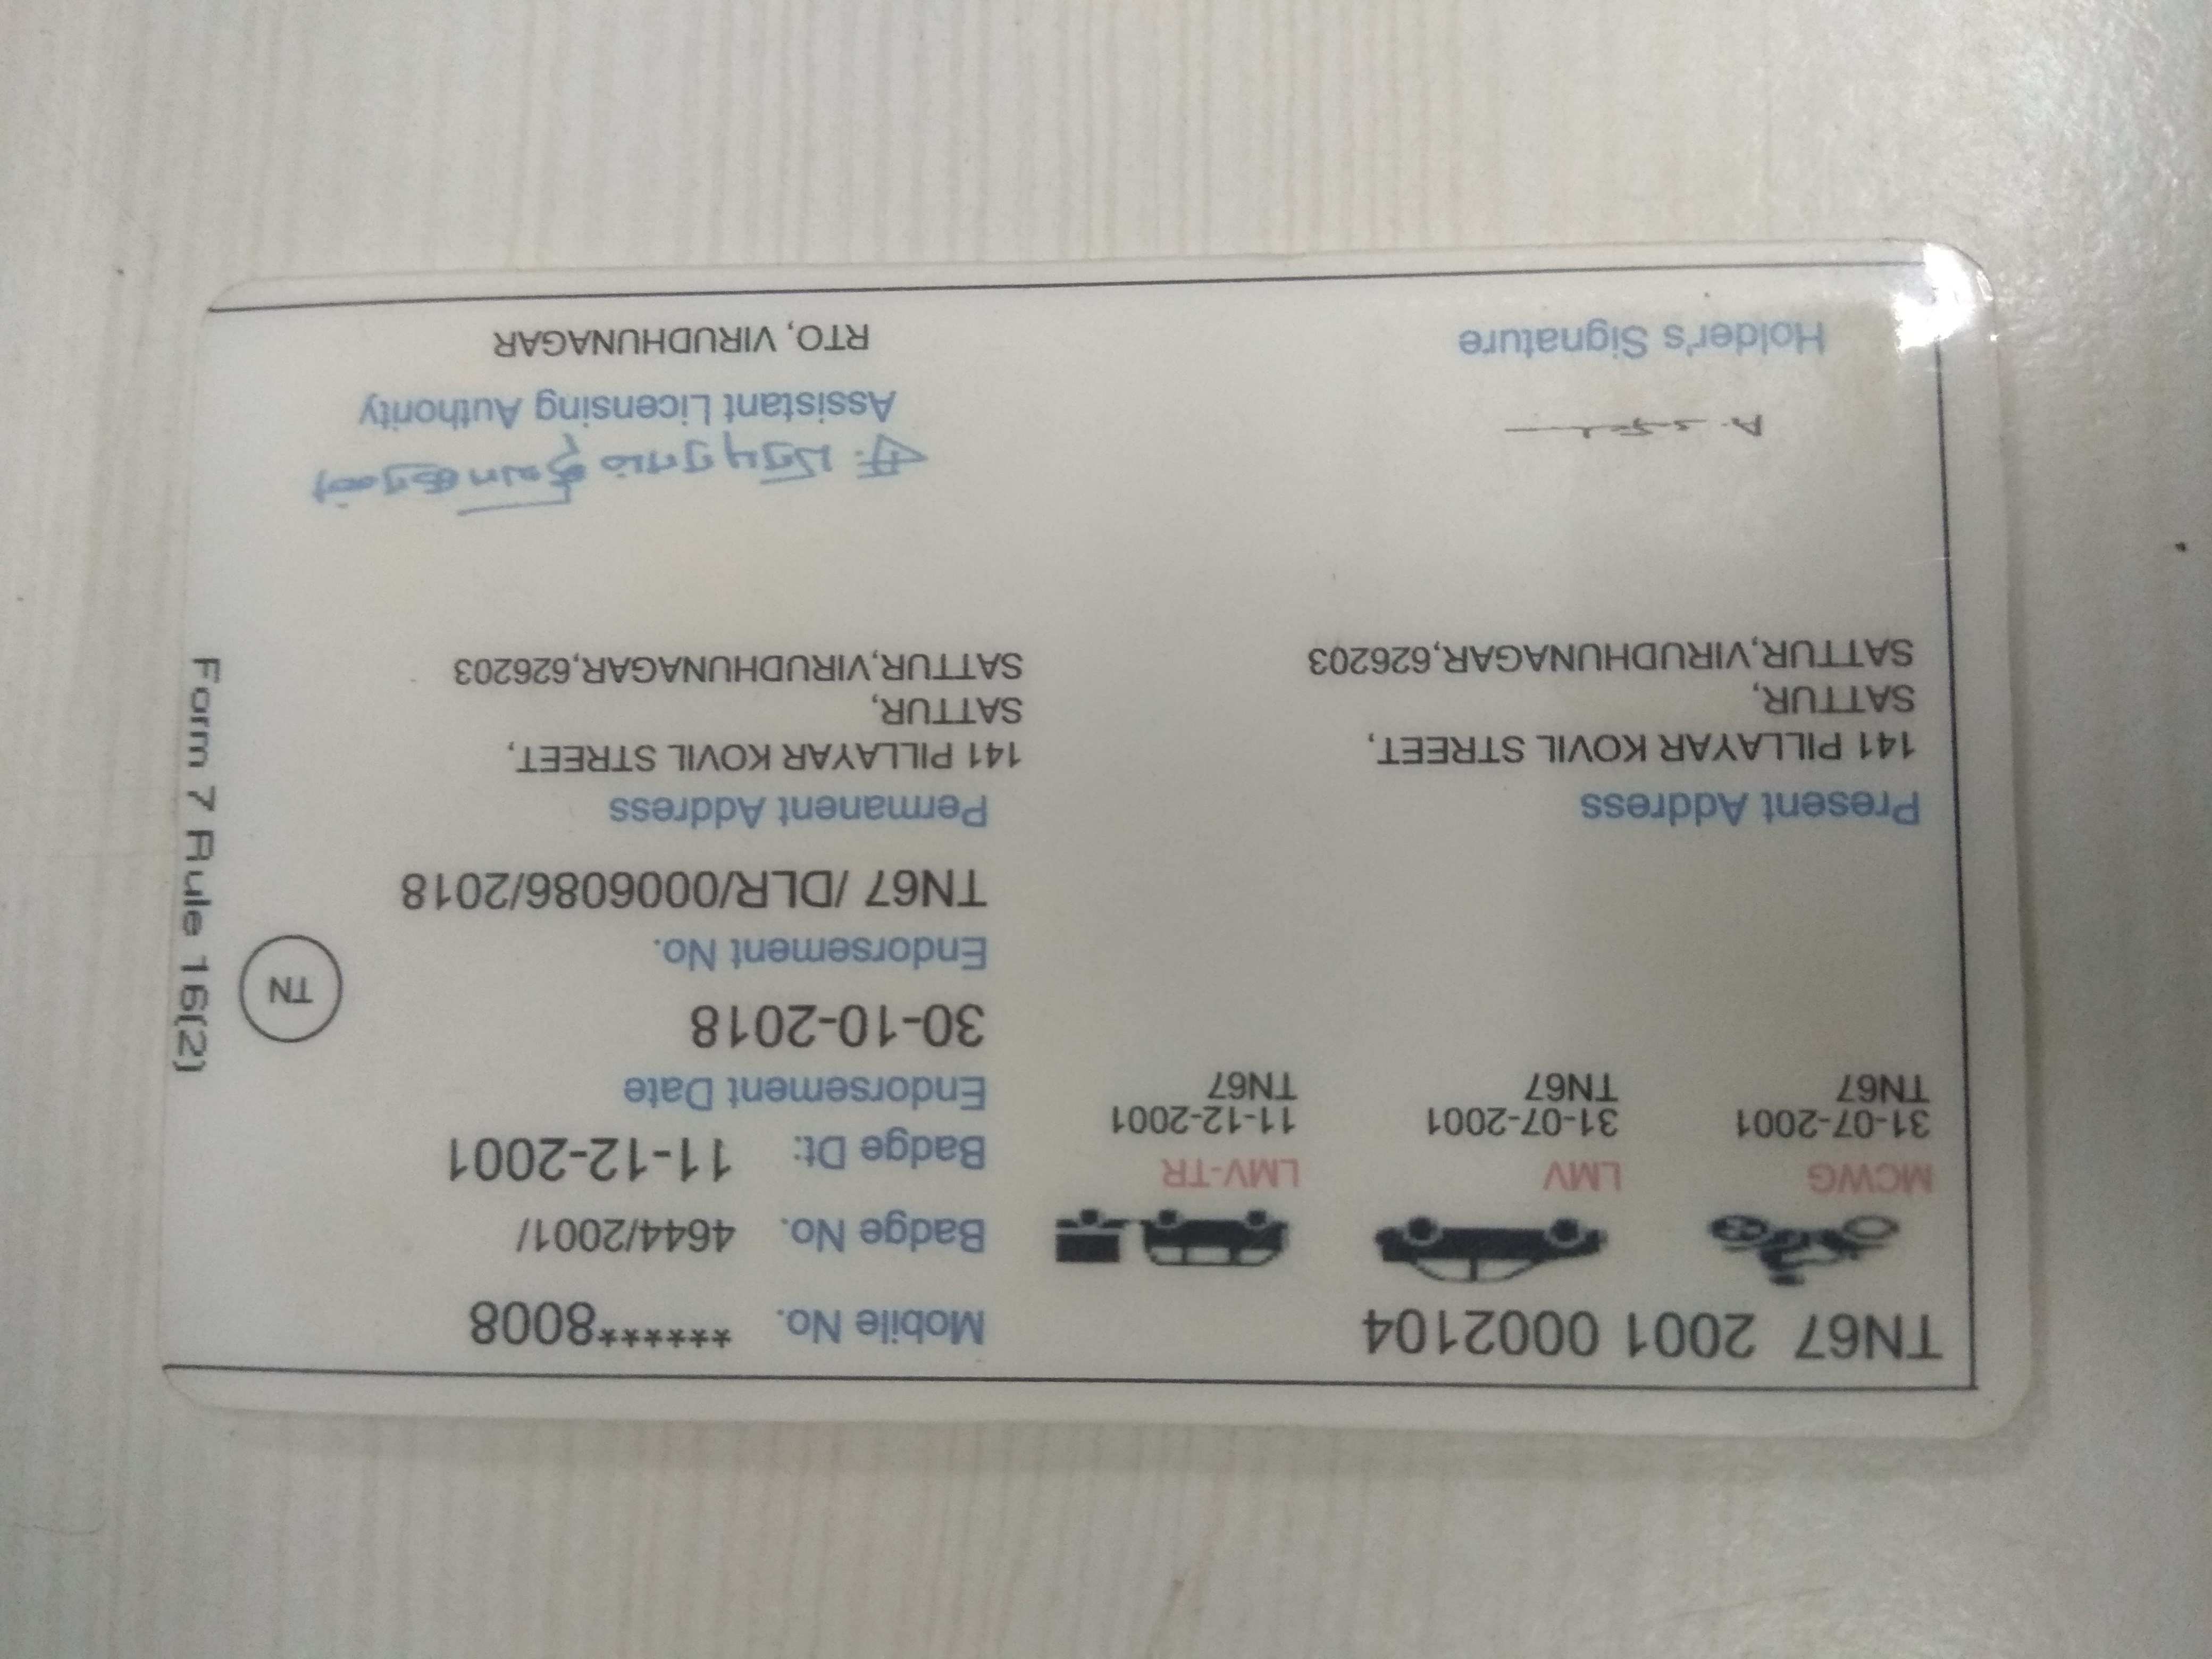 TN67 2001 0002104
Mobile No. ******8008
Badge No. 4644/2001/
Badge Dt: 11-12-2001
MCWG LMV LMV-TR
31-07-2001 31-07-2001 11-12-2001
TN67 TN67 TN67
Endorsement Date
30-10-2018
Endorsement No.
TN67 /DLR/0006086/2018
TN
Present Address
141 PILLAYAR KOVIL STREET,
SATTUR,
SATTUR,VIRUDHUNAGAR,626203
Permanent Address
141 PILLAYAR KOVIL STREET,
SATTUR,
SATTUR,VIRUDHUNAGAR,626203
Holder's Signature
Assistant Licensing Authority
RTO, VIRUDHUNAGAR
Form 7 Rule 16(2)